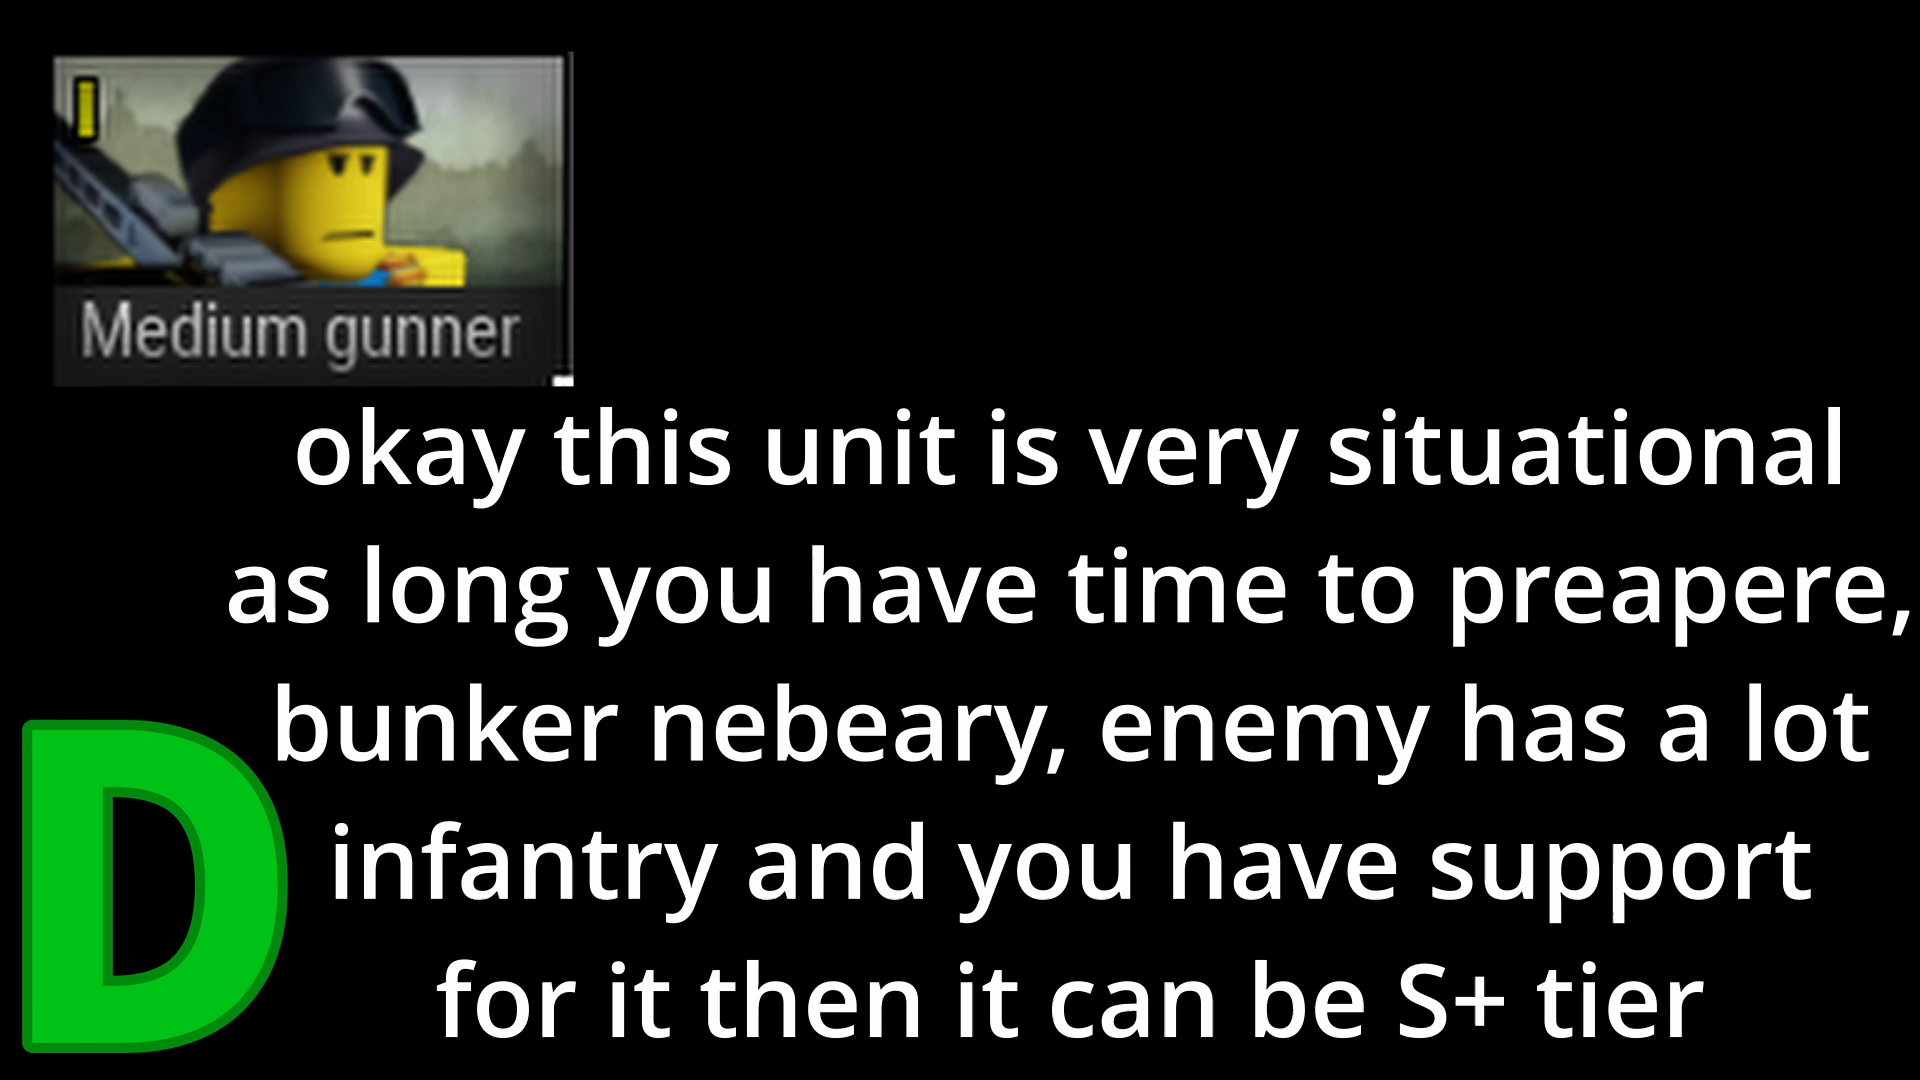 Medium gunner
okay this unit is very situational
as long you have time to preapere,
bunker nebeary, enemy has a lot
infantry and you have support
for it then it can be S+ tier
D